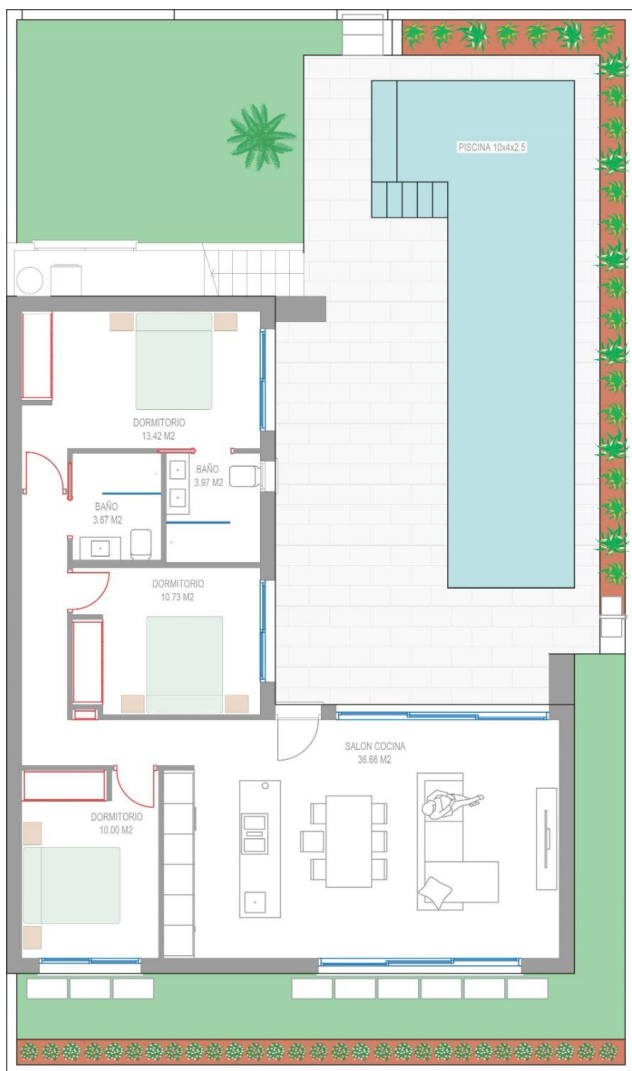 PISCINA 10x4x2.5
DORMITORIO
13.42 M2
BAÑO
3.97 M2
BAÑO
3.67 M2
DORMITORIO
10.73 M2
SALON COCINA
36.66 M2
DORMITORIO
10.00 M2